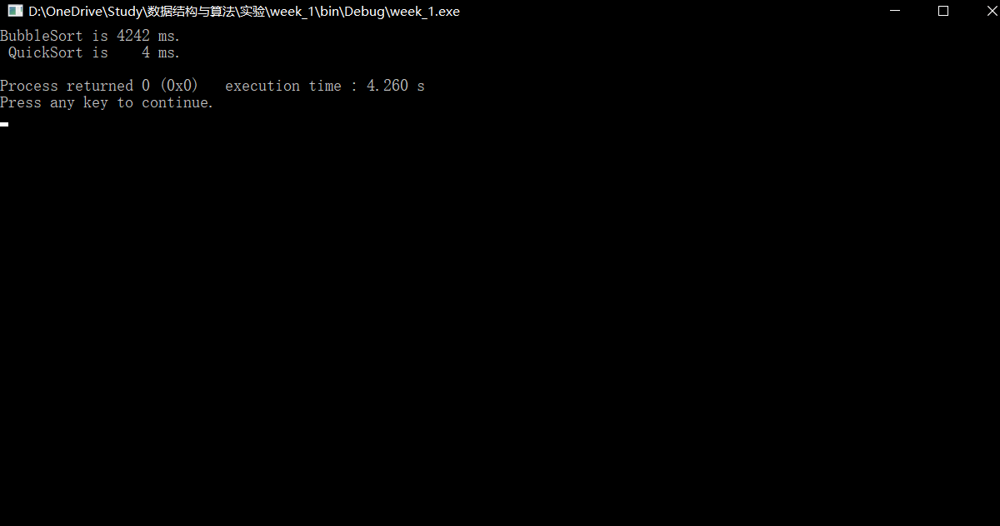 D:\OneDrive\Study\数据结构与算法\实验\week_1\bin\Debug\week_1.exe
BubbleSort is 4242 ms.
 QuickSort is    4 ms.
Process returned 0 (0x0)   execution time : 4.260 s
Press any key to continue.